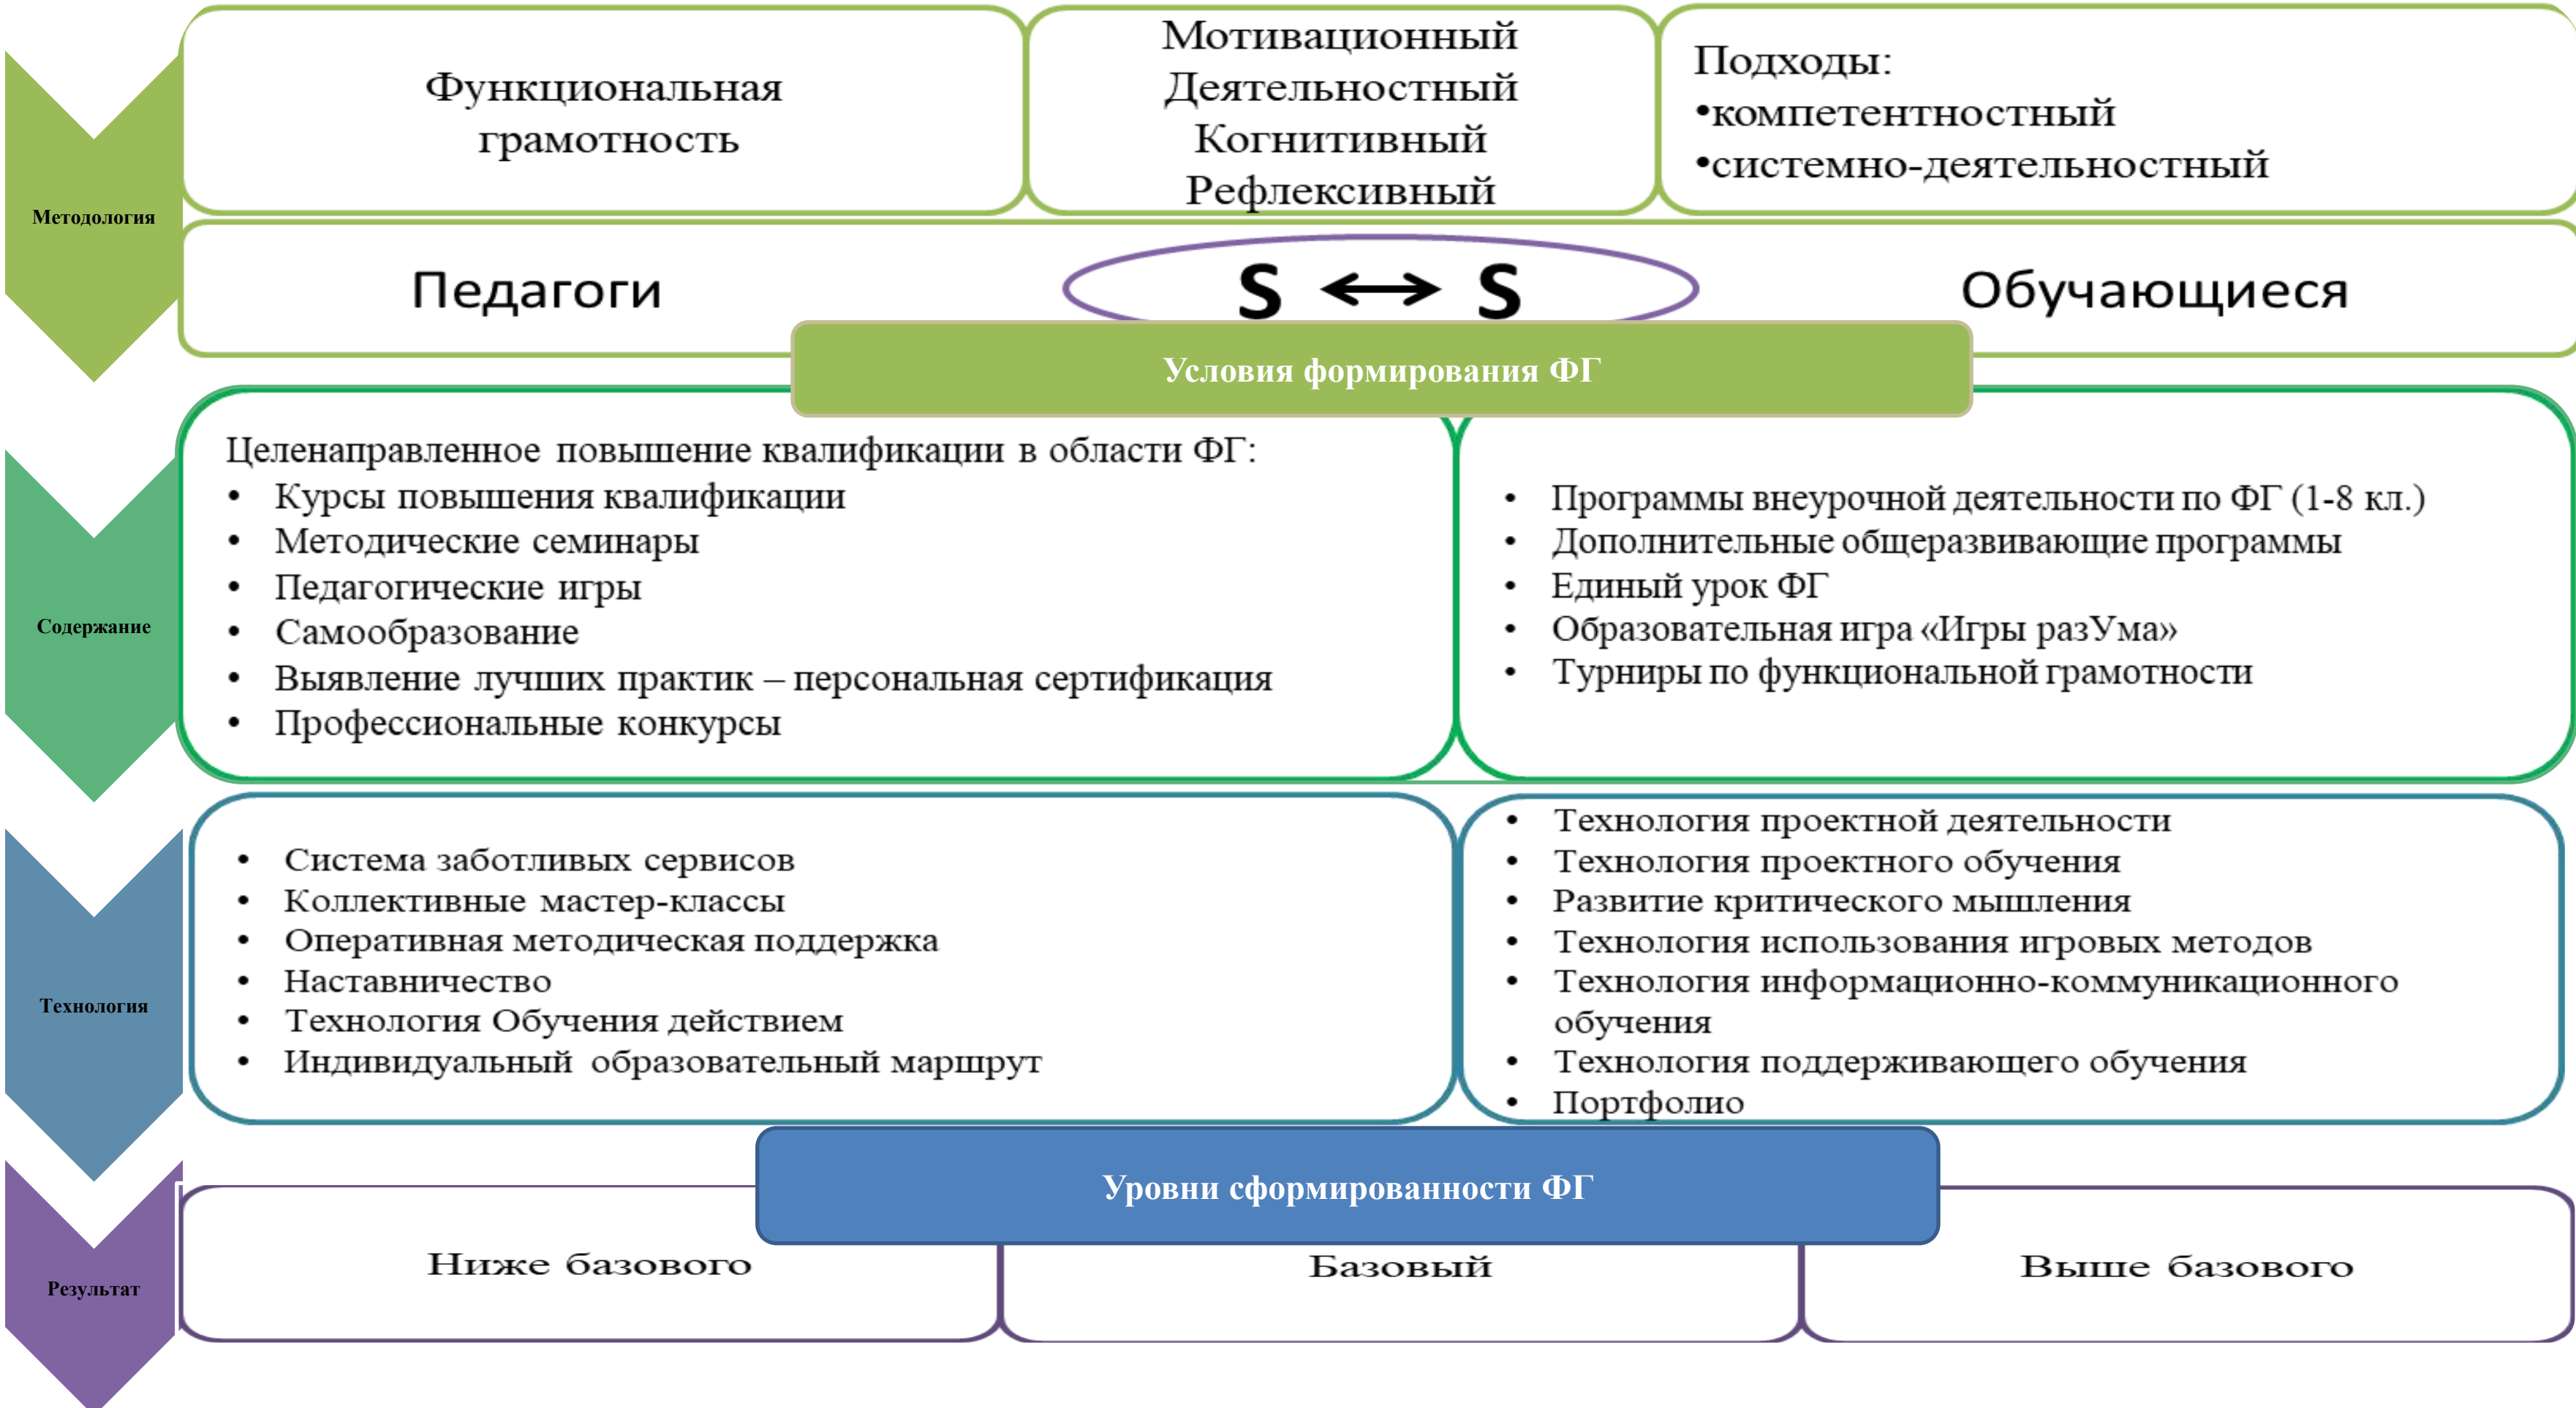 Методология
Функциональная
грамотность
Мотивационный
Деятельностный
Когнитивный
Рефлексивный
Подходы:
•компетентностный
•системно-деятельностный
Педагоги
S ↔ S
Обучающиеся
Условия формирования ФГ
Содержание
Целенаправленное повышение квалификации в области ФГ:
• Курсы повышения квалификации
• Методические семинары
• Педагогические игры
• Самообразование
• Выявление лучших практик – персональная сертификация
• Профессиональные конкурсы
• Программы внеурочной деятельности по ФГ (1-8 кл.)
• Дополнительные общеразвивающие программы
• Единый урок ФГ
• Образовательная игра «Игры разУма»
• Турниры по функциональной грамотности
Технология
• Система заботливых сервисов
• Коллективные мастер-классы
• Оперативная методическая поддержка
• Наставничество
• Технология Обучения действием
• Индивидуальный образовательный маршрут
• Технология проектной деятельности
• Технология проектного обучения
• Развитие критического мышления
• Технология использования игровых методов
• Технология информационно-коммуникационного
обучения
• Технология поддерживающего обучения
• Портфолио
Уровни сформированности ФГ
Результат
Ниже базового
Базовый
Выше базового